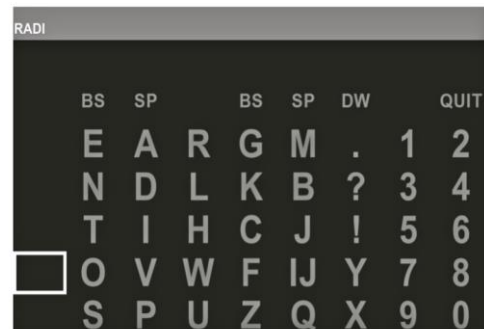 RADI
BS SP BS SP DW QUIT
E A R G M . 1 2
N D L K B ? 3 4
T I H C J ! 5 6
O V W F IJ Y 7 8
S P U Z Q X 9 0